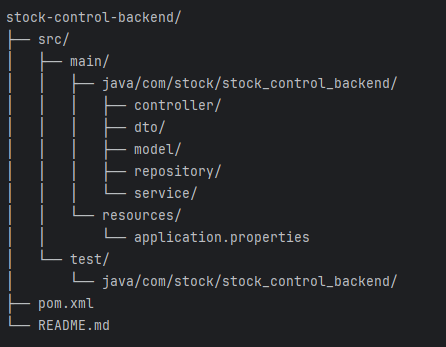 stock-control-backend/
├── src/
│   ├── main/
│   │   ├── java/com/stock/stock_control_backend/
│   │   │   ├── controller/
│   │   │   ├── dto/
│   │   │   ├── model/
│   │   │   ├── repository/
│   │   │   └── service/
│   │   └── resources/
│   │       └── application.properties
│   └── test/
│       └── java/com/stock/stock_control_backend/
├── pom.xml
└── README.md